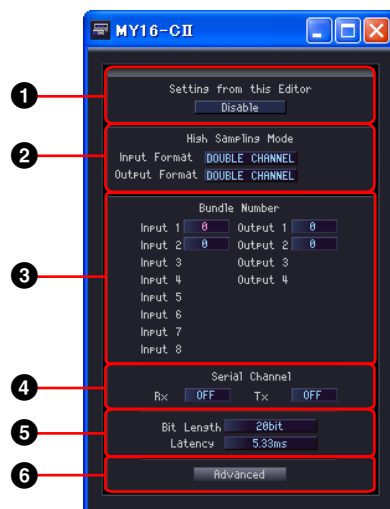 MY16-CII
1
Setting from this Editor
Disable
2
High Sampling Mode
Input Format DOUBLE CHANNEL
Output Format DOUBLE CHANNEL
Bundle Number
Input 1 0 Output 1 0
Input 2 0 Output 2 0
3
Input 3 Output 3
Input 4 Output 4
Input 5
Input 6
Input 7
Input 8
4
Serial Channel
Rx OFF Tx OFF
5
Bit Length 20bit
Latency 5.33ms
6
Advanced